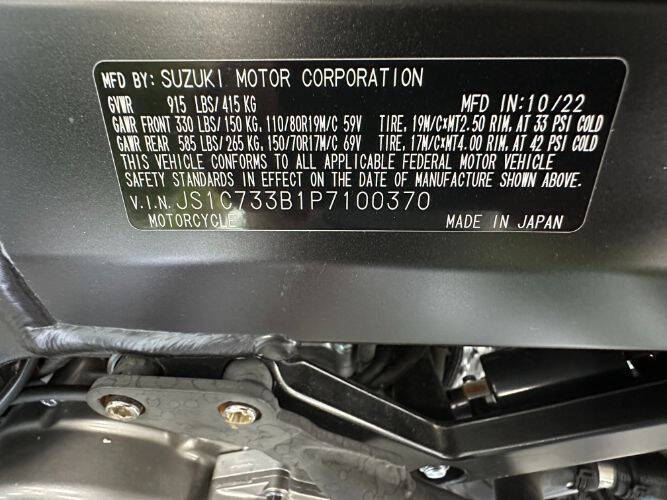 MFD BY: SUZUKI MOTOR CORPORATION
GVWR 915 LBS/415 KG MFD IN:10/22
GAWR FRONT 330 LBS/150 KG, 110/80R19M/C 59V TIRE, 19M/C×MT2.50 RIM, AT 33 PSI COLD
GAWR REAR 585 LBS/265 KG, 150/70R17M/C 69V TIRE, 17M/C×MT4.00 RIM, AT 42 PSI COLD
THIS VEHICLE CONFORMS TO ALL APPLICABLE FEDERAL MOTOR VEHICLE
SAFETY STANDARDS IN EFFECT ON THE DATE OF MANUFACTURE SHOWN ABOVE.
V.I.N. JS1C733B1P7100370
MOTORCYCLE MADE IN JAPAN